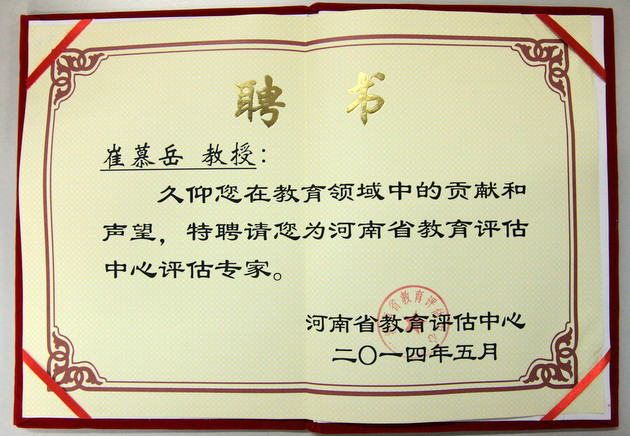 聘书
崔慕岳 教授：
久仰您在教育领域中的贡献和
声望，特聘请您为河南省教育评估
中心评估专家。
河南省教育评估中心
二〇一四年五月